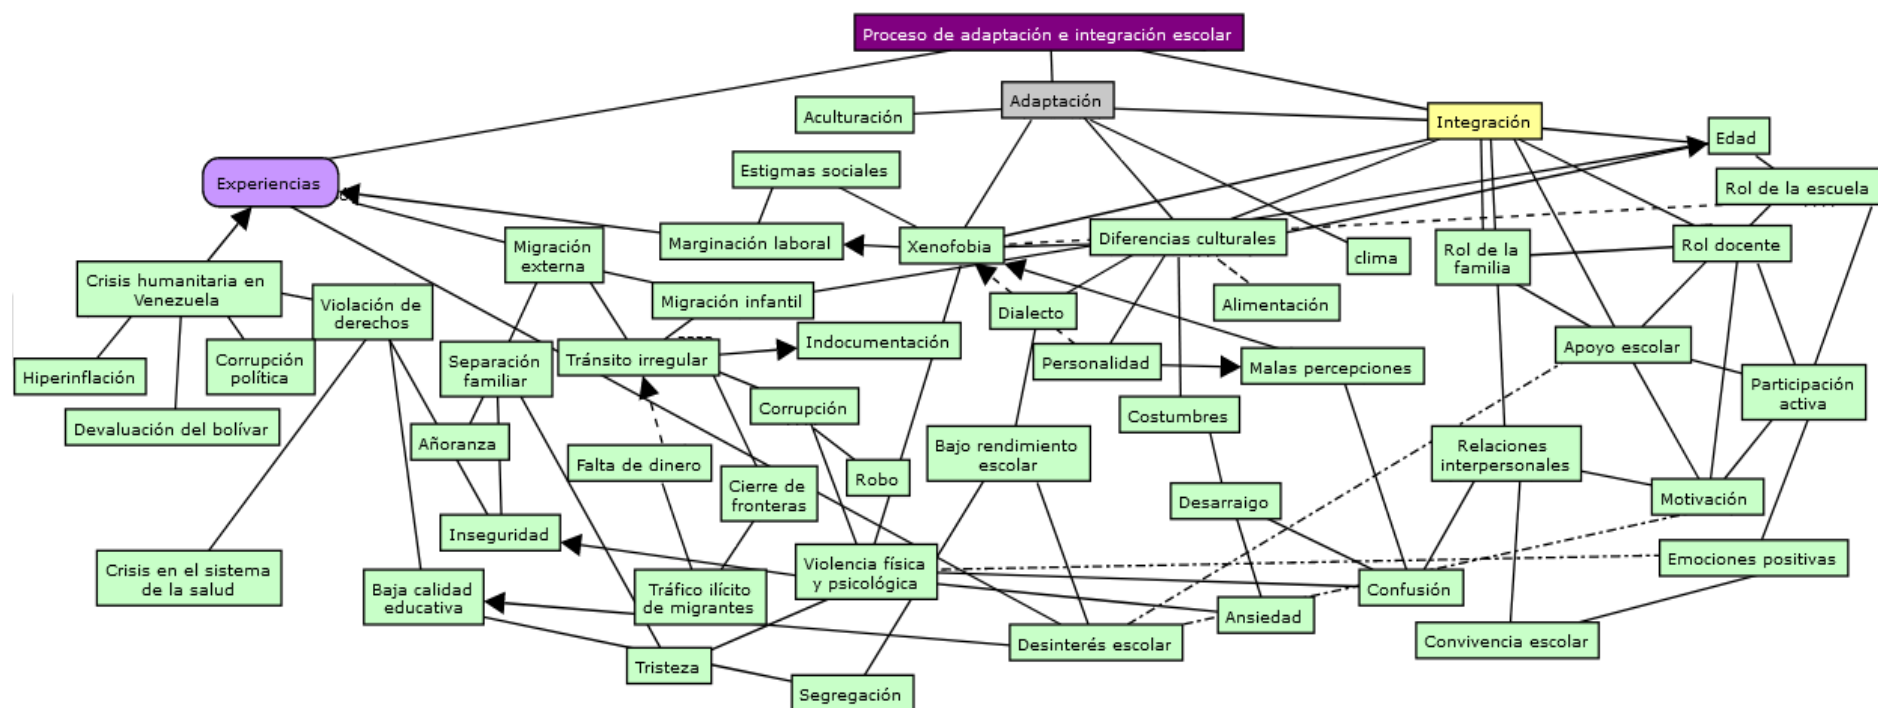 Proceso de adaptación e integración escolar
Adaptación
Aculturación
Integración
Edad
Estigmas sociales
Experiencias
Rol de la escuela
Migración
externa
Marginación laboral
Xenofobia
Diferencias culturales
clima
Rol de la
familia
Rol docente
Crisis humanitaria en
Venezuela
Violación de
derechos
Migración infantil
Dialecto
Alimentación
Hiperinflación
Corrupción
política
Separación
familiar
Tránsito irregular
Indocumentación
Personalidad
Malas percepciones
Apoyo escolar
Participación
activa
Devaluación del bolívar
Añoranza
Corrupción
Costumbres
Falta de dinero
Cierre de
fronteras
Robo
Bajo rendimiento
escolar
Relaciones
interpersonales
Desarraigo
Motivación
Inseguridad
Crisis en el sistema
de la salud
Baja calidad
educativa
Tráfico ilícito
de migrantes
Violencia física
y psicológica
Emociones positivas
Confusión
Ansiedad
Desinterés escolar
Convivencia escolar
Tristeza
Segregación